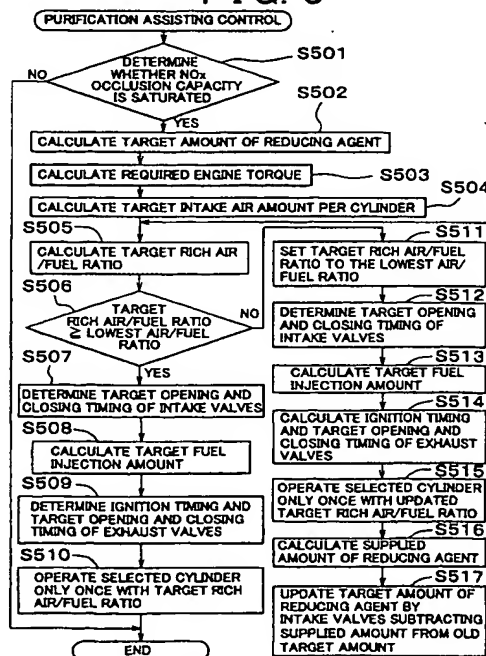 PURIFICATION ASSISTING CONTROL
S501
DETERMINE
WHETHER NOx
OCCLUSION CAPACITY
IS SATURATED
NO
YES
S502
CALCULATE TARGET AMOUNT OF REDUCING AGENT
S503
CALCULATE REQUIRED ENGINE TORQUE
S504
CALCULATE TARGET INTAKE AIR AMOUNT PER CYLINDER
S505
CALCULATE TARGET RICH AIR
/FUEL RATIO
S506
TARGET
RICH AIR/FUEL RATIO
≧ LOWEST AIR/FUEL
RATIO
NO
YES
S507
DETERMINE TARGET OPENING AND
CLOSING TIMING OF INTAKE VALVES
S508
CALCULATE TARGET FUEL
INJECTION AMOUNT
S509
DETERMINE IGNITION TIMING AND
TARGET OPENING AND CLOSING
TIMING OF EXHAUST VALVES
S510
OPERATE SELECTED CYLINDER
ONLY ONCE WITH TARGET RICH
AIR/FUEL RATIO
END
S511
SET TARGET RICH AIR/FUEL
RATIO TO THE LOWEST AIR/
FUEL RATIO
S512
DETERMINE TARGET OPENING
AND CLOSING TIMING OF
INTAKE VALVES
S513
CALCULATE TARGET FUEL
INJECTION AMOUNT
S514
CALCULATE IGNITION TIMING
AND TARGET OPENING AND
CLOSING TIMING OF EXHAUST
VALVES
S515
OPERATE SELECTED CYLINDER
ONLY ONCE WITH UPDATED
TARGET RICH AIR/FUEL RATIO
S516
CALCULATE SUPPLIED
AMOUNT OF REDUCING AGENT
S517
UPDATE TARGET AMOUNT OF
REDUCING AGENT BY
INTAKE VALVES SUBTRACTING
SUPPLIED AMOUNT FROM OLD
TARGET AMOUNT